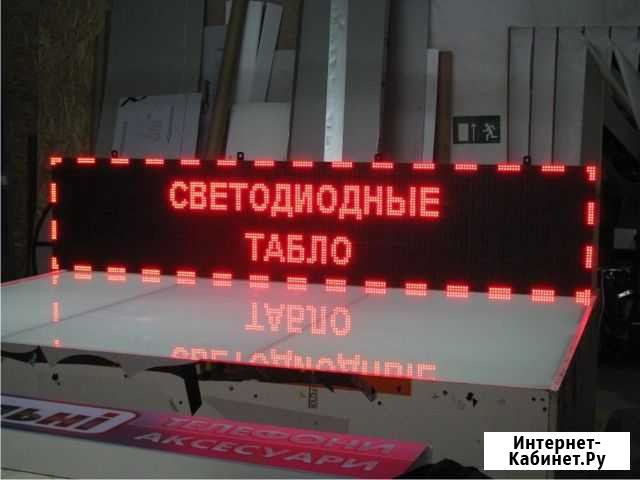 СВЕТОДИОДНЫЕ
ТАБЛО
ТЕЛЕФОНИ
АКСЕСУАРИ
Интернет-
Кабинет.Ру